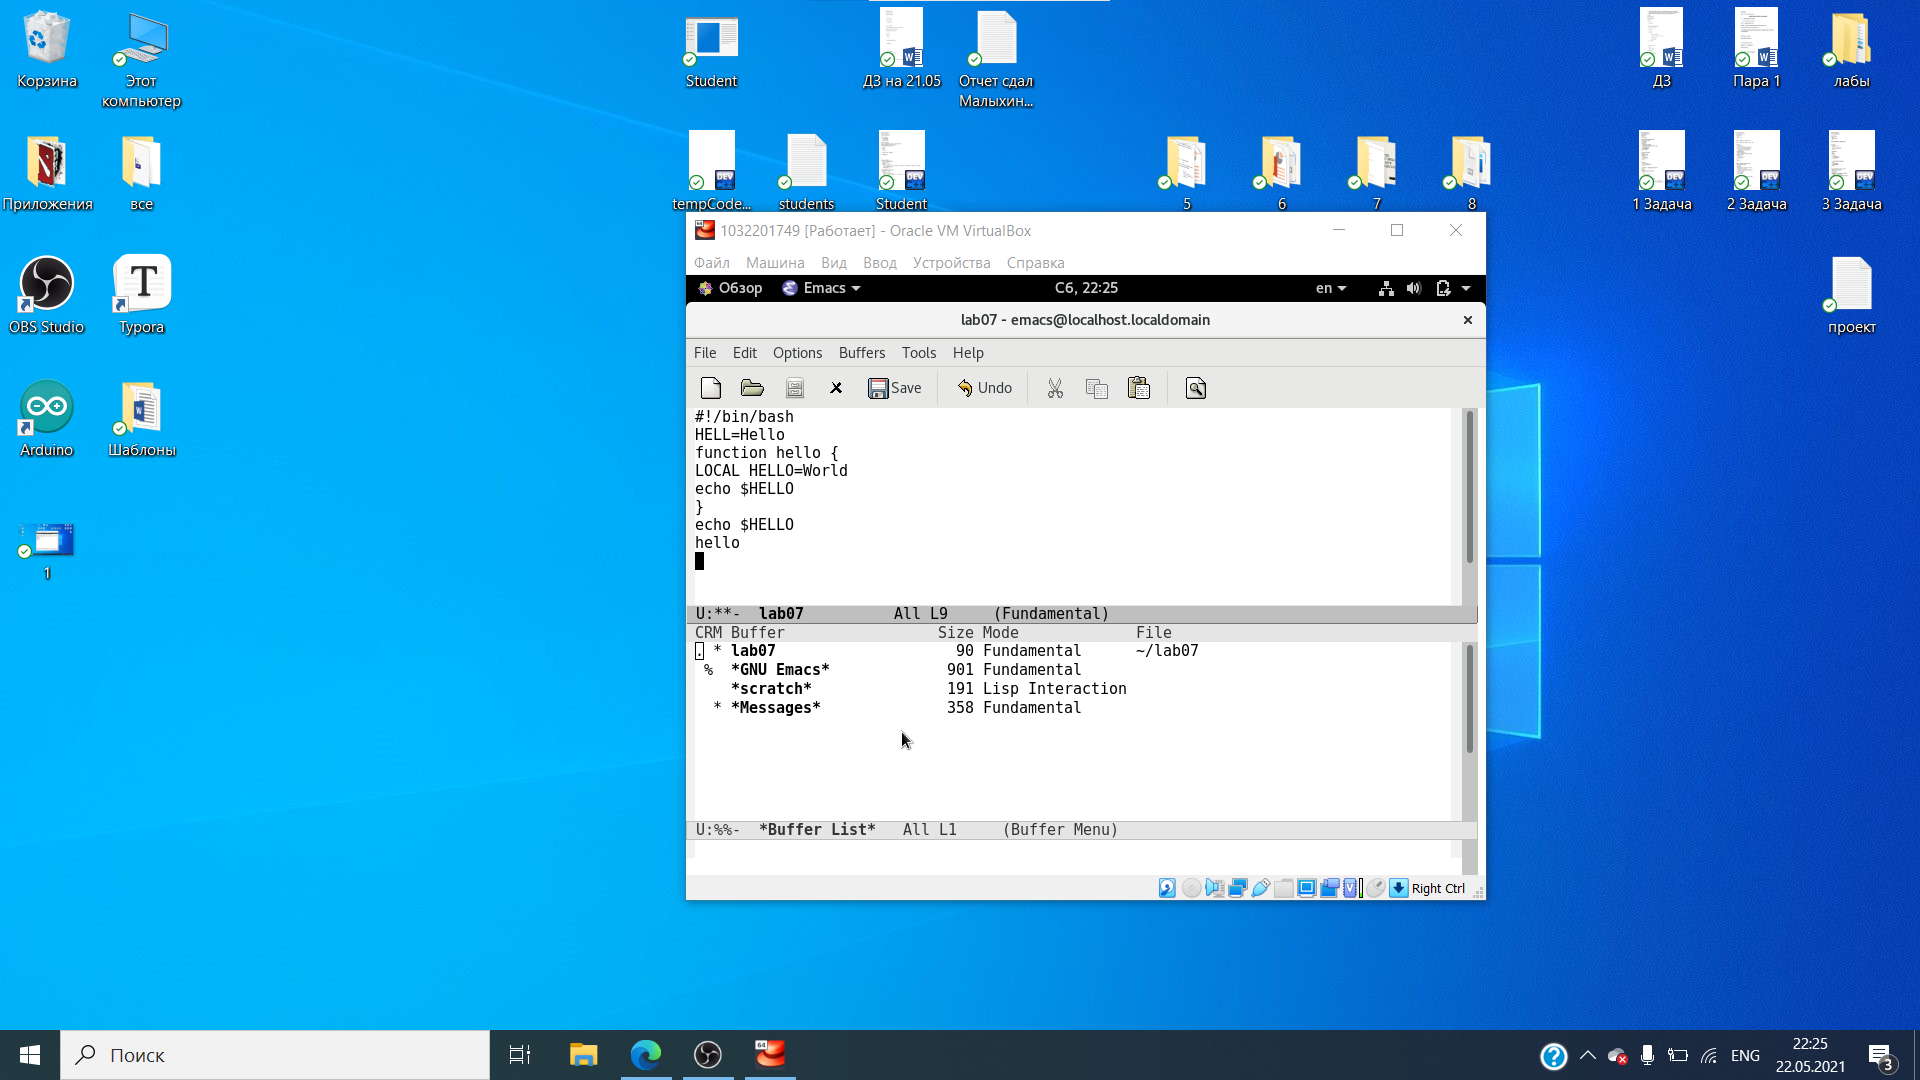 Корзина
Этот компьютер
Student
ДЗ на 21.05
Отчет сдал Малыхин...
ДЗ
Пара 1
лабы
Приложения
все
tempCode...
students
Student
5
6
7
8
1 Задача
2 Задача
3 Задача
OBS Studio
Typora
проект
Arduino
Шаблоны
1
1032201749 [Работает] - Oracle VM VirtualBox
Файл Машина Вид Ввод Устройства Справка
Обзор Emacs Сб, 22:25 en
lab07 - emacs@localhost.localdomain
File Edit Options Buffers Tools Help
Save Undo
#!/bin/bash
HELL=Hello
function hello {
LOCAL HELLO=World
echo $HELLO
}
echo $HELLO
hello
U:**- lab07 All L9 (Fundamental)
CRM Buffer Size Mode File
. * lab07 90 Fundamental ~/lab07
% *GNU Emacs* 901 Fundamental
*scratch* 191 Lisp Interaction
* *Messages* 358 Fundamental
U:%%- *Buffer List* All L1 (Buffer Menu)
Right Ctrl
Поиск
ENG
22:25
22.05.2021
3